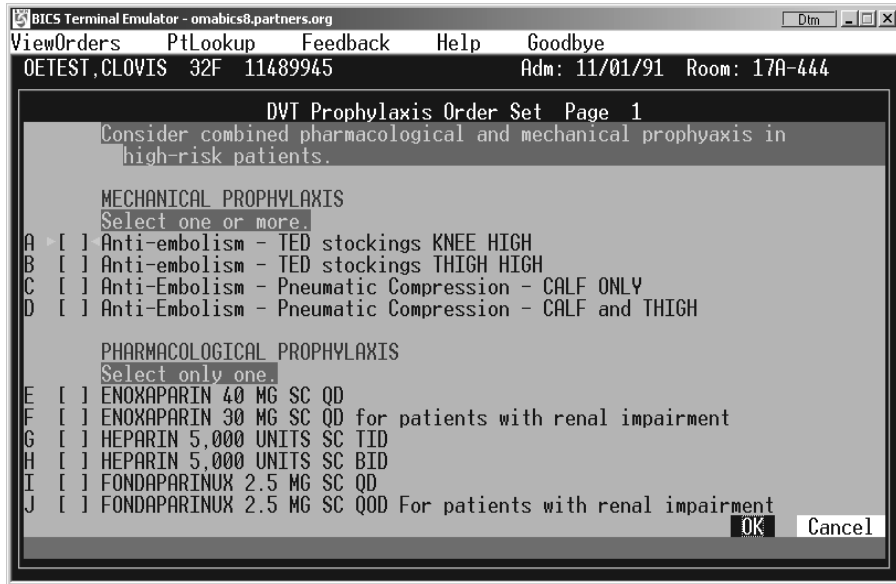 BICS Terminal Emulator - omabics8.partners.org Dtm
ViewOrders PtLookup Feedback Help Goodbye
OETEST,CLOVIS 32F 11489945 Adm: 11/01/91 Room: 17A-444
DVT Prophylaxis Order Set Page 1
Consider combined pharmacological and mechanical prophyaxis in
high-risk patients.
MECHANICAL PROPHYLAXIS
Select one or more.
A [ ] Anti-embolism - TED stockings KNEE HIGH
B [ ] Anti-embolism - TED stockings THIGH HIGH
C [ ] Anti-Embolism - Pneumatic Compression - CALF ONLY
D [ ] Anti-Embolism - Pneumatic Compression - CALF and THIGH
PHARMACOLOGICAL PROPHYLAXIS
Select only one.
E [ ] ENOXAPARIN 40 MG SC QD
F [ ] ENOXAPARIN 30 MG SC QD for patients with renal impairment
G [ ] HEPARIN 5,000 UNITS SC TID
H [ ] HEPARIN 5,000 UNITS SC BID
I [ ] FONDAPARINUX 2.5 MG SC QD
J [ ] FONDAPARINUX 2.5 MG SC QOD For patients with renal impairment
OK Cancel